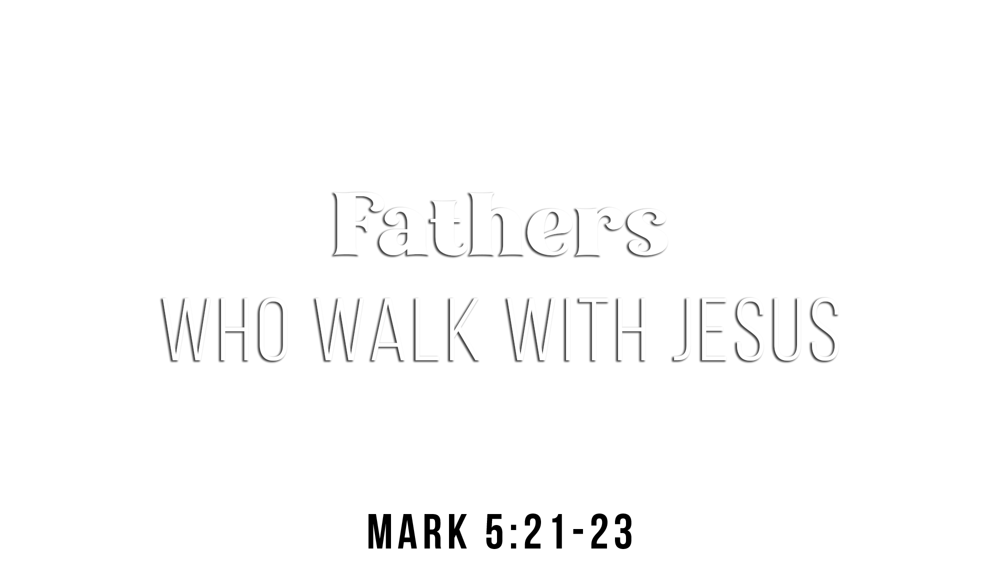 Fathers
WHO WALK WITH JESUS
MARK 5:21-23